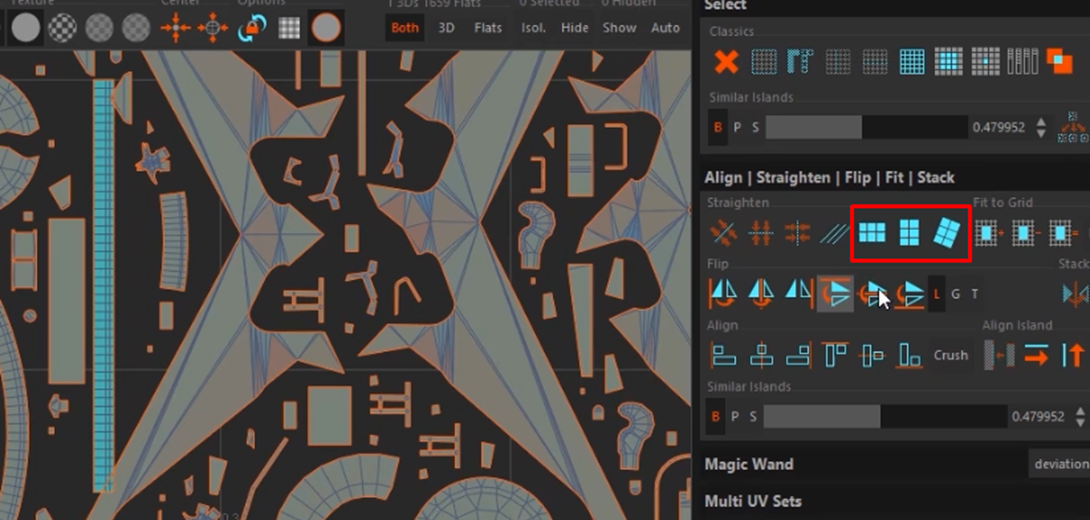 Texture Center Options 1 3Ds 1659 Flats 0 Selected 0 Hidden
Both 3D Flats Isol. Hide Show Auto
Select
Classics
Similar Islands
B P S 0.479952
Align | Straighten | Flip | Fit | Stack
Straighten Fit to Grid
Flip Stack
L G T
Align Align Island
Crush
Similar Islands
B P S 0.479952
Magic Wand deviation
Multi UV Sets
0.3